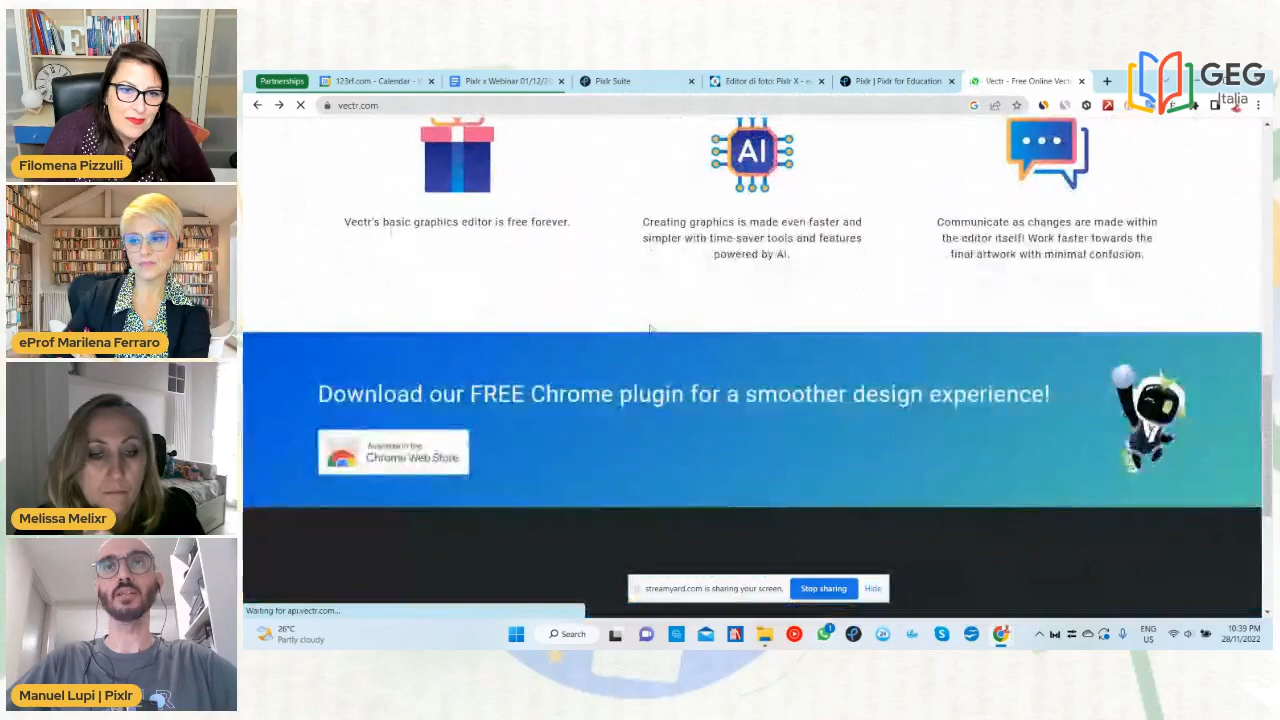 Filomena Pizzulli
eProf Marilena Ferraro
Melissa Melixr
Manuel Lupi | Pixlr
GEG
Italia
Partnerships
123rf.com - Calendar -
Pixlr x Webinar 01/12/20
Pixlr Suite
Editor di foto: Pixlr X -
Pixlr | Pixlr for Education
Vectr - Free Online Vect
vectr.com
AI
Vectr's basic graphics editor is free forever.
Creating graphics is made even faster and
simpler with time-saver tools and features
powered by AI.
Communicate as changes are made within
the editor itself! Work faster towards the
final artwork with minimal confusion.
Download our FREE Chrome plugin for a smoother design experience!
Available in the
Chrome Web Store
streamyard.com is sharing your screen.
Stop sharing
Hide
Waiting for api.vectr.com...
26°C
Partly cloudy
Search
ENG
US
10:39 PM
28/11/2022